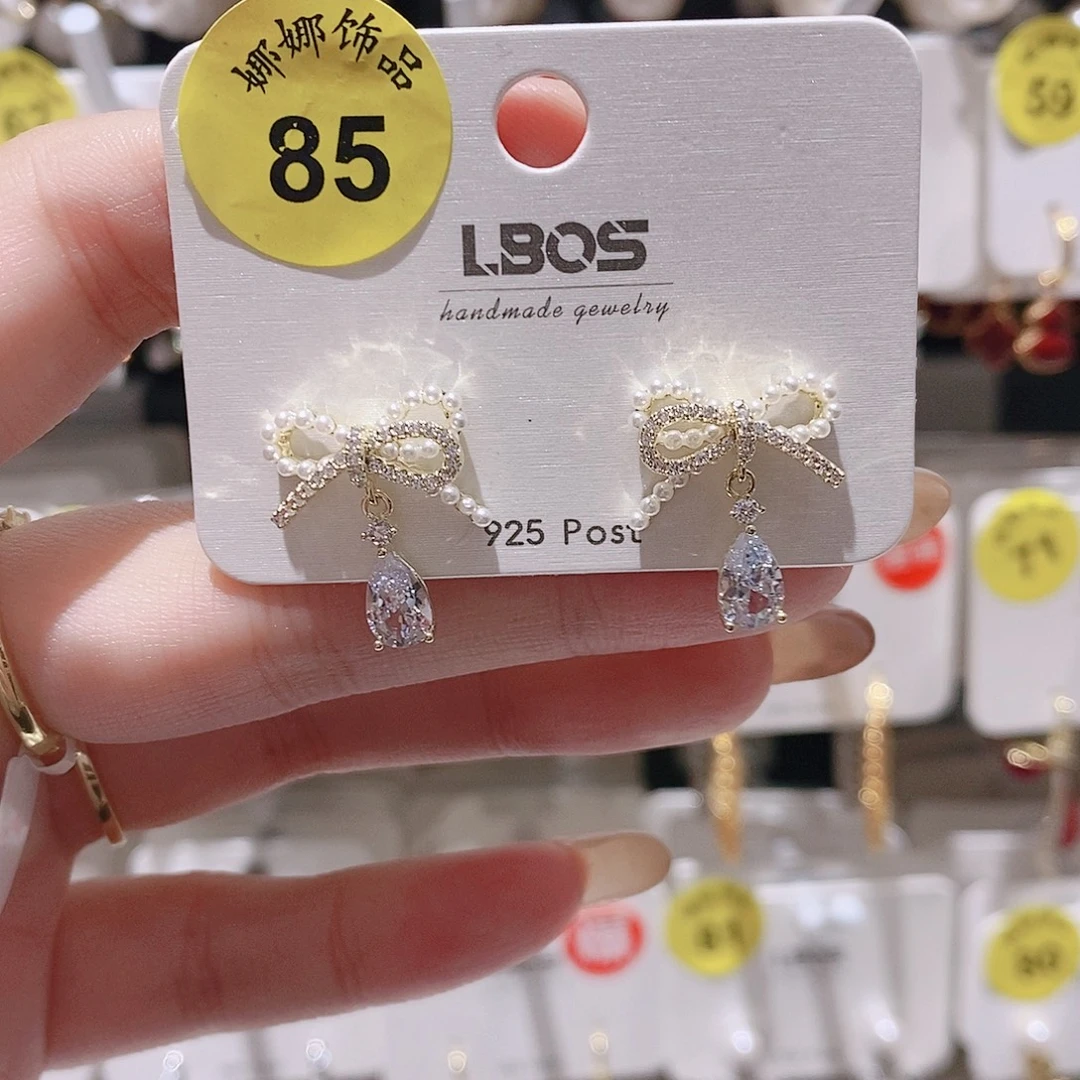 娜娜饰品
85
LBOS
handmade gewelry
925 Post
59